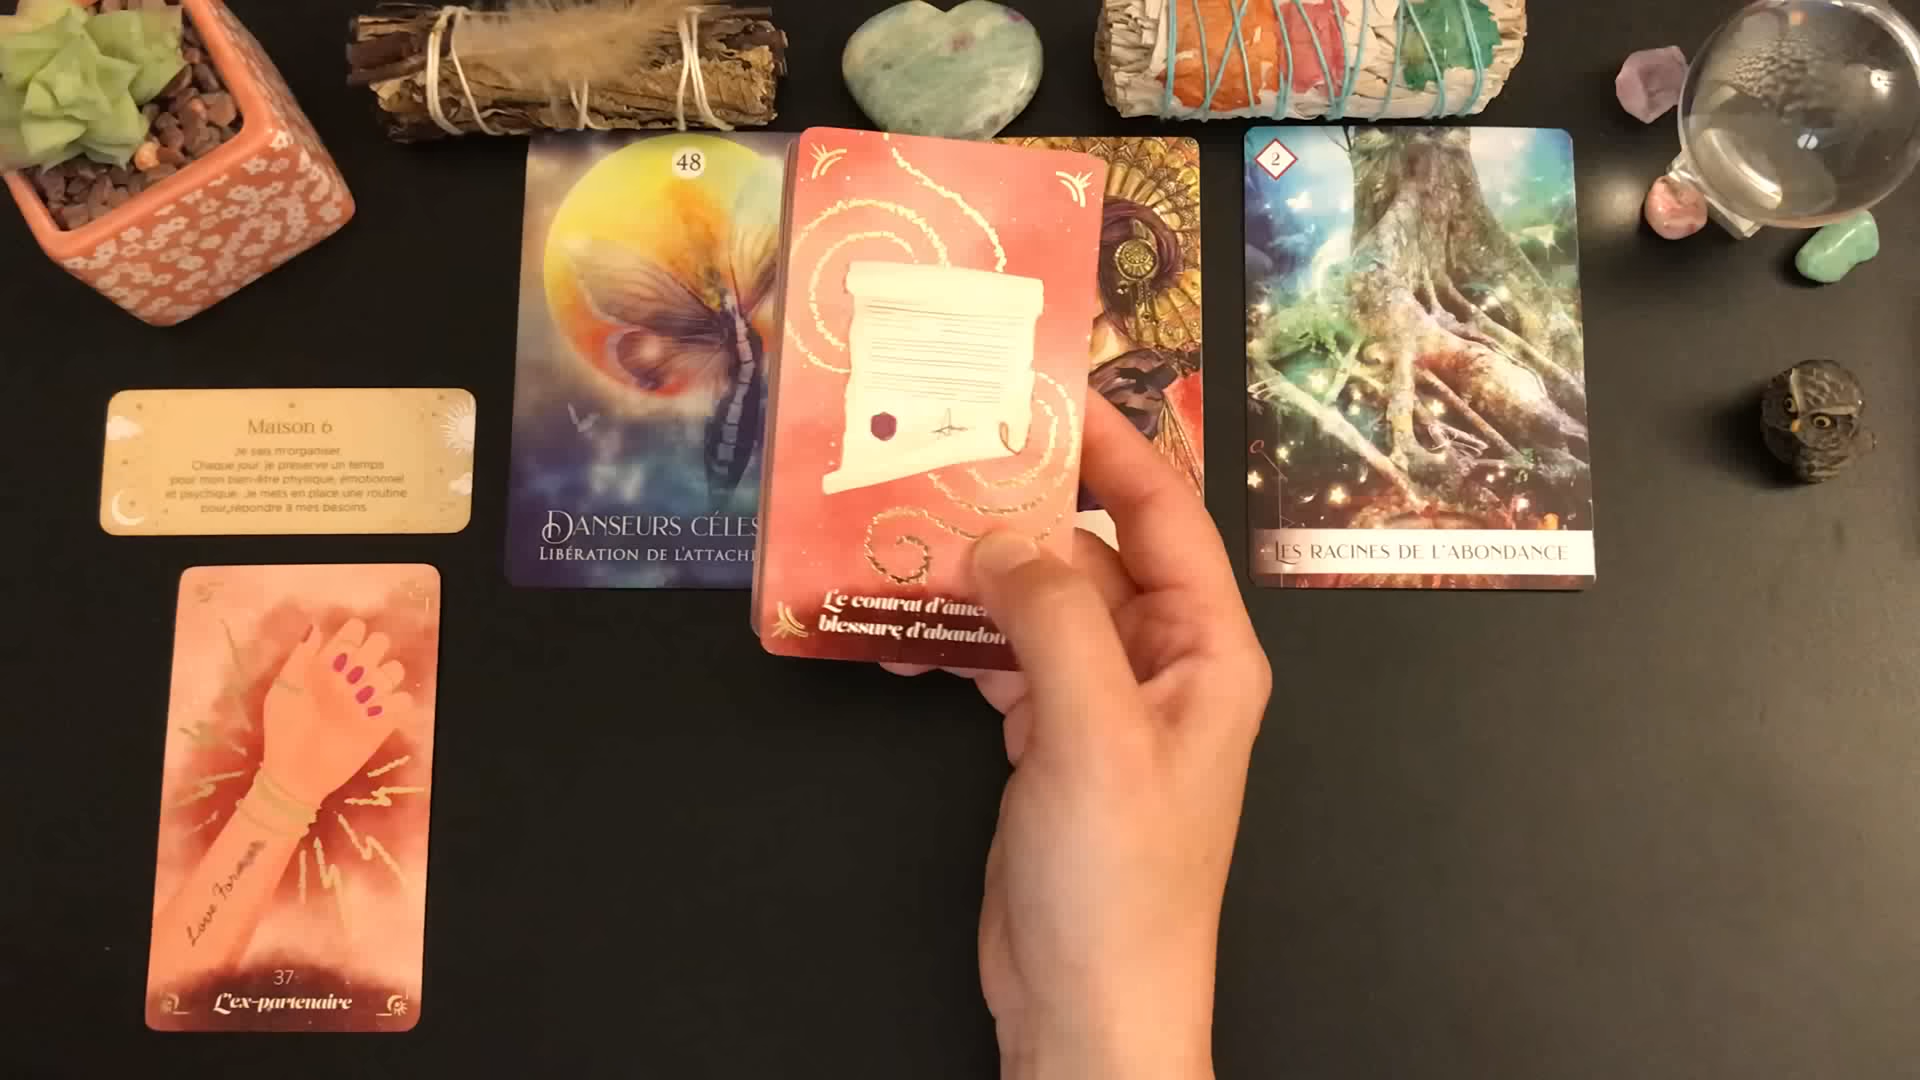 48
DANSEURS CÉLES
LIBÉRATION DE L'ATTACHE
Le contrat d'âme
blessure d'abandon
2
LES RACINES DE L'ABONDANCE
Maison 6
Je sais m'organiser.
Chaque jour, je préserve un temps
pour mon bien-être physique, émotionnel
et psychique. Je mets en place une routine
pour répondre à mes besoins.
Love Forever
37
L'ex-partenaire